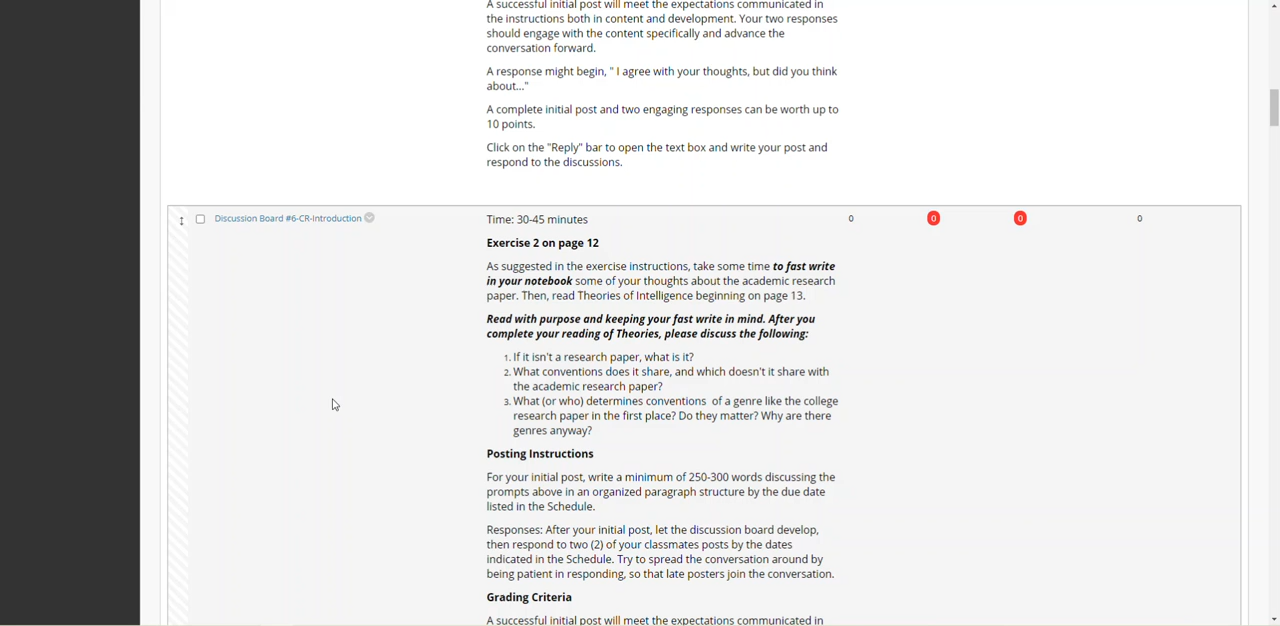 A successful initial post will meet the expectations communicated in
the instructions both in content and development. Your two responses
should engage with the content specifically and advance the
conversation forward.
A response might begin, " I agree with your thoughts, but did you think
about..."
A complete initial post and two engaging responses can be worth up to
10 points.
Click on the "Reply" bar to open the text box and write your post and
respond to the discussions.
Discussion Board #6-CR-Introduction
Time: 30-45 minutes
0
0
0
0
Exercise 2 on page 12
As suggested in the exercise instructions, take some time to fast write
in your notebook some of your thoughts about the academic research
paper. Then, read Theories of Intelligence beginning on page 13.
Read with purpose and keeping your fast write in mind. After you
complete your reading of Theories, please discuss the following:
1. If it isn't a research paper, what is it?
2. What conventions does it share, and which doesn't it share with
the academic research paper?
3. What (or who) determines conventions of a genre like the college
research paper in the first place? Do they matter? Why are there
genres anyway?
Posting Instructions
For your initial post, write a minimum of 250-300 words discussing the
prompts above in an organized paragraph structure by the due date
listed in the Schedule.
Responses: After your initial post, let the discussion board develop,
then respond to two (2) of your classmates posts by the dates
indicated in the Schedule. Try to spread the conversation around by
being patient in responding, so that late posters join the conversation.
Grading Criteria
A successful initial post will meet the expectations communicated in